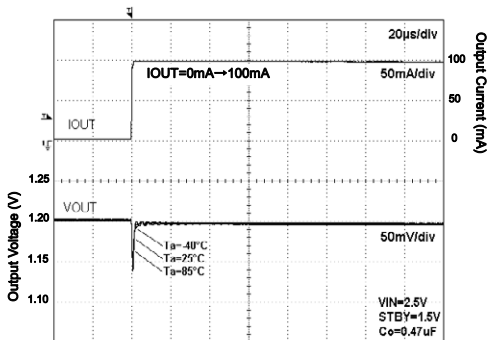 20µs/div
IOUT=0mA→100mA
50mA/div
100
50
0
Output Current (mA)
IOUT
1.25
1.20
1.15
1.10
Output Voltage (V)
VOUT
50mV/div
Ta=-40°C
Ta=25°C
Ta=85°C
VIN=2.5V
STBY=1.5V
Co=0.47uF